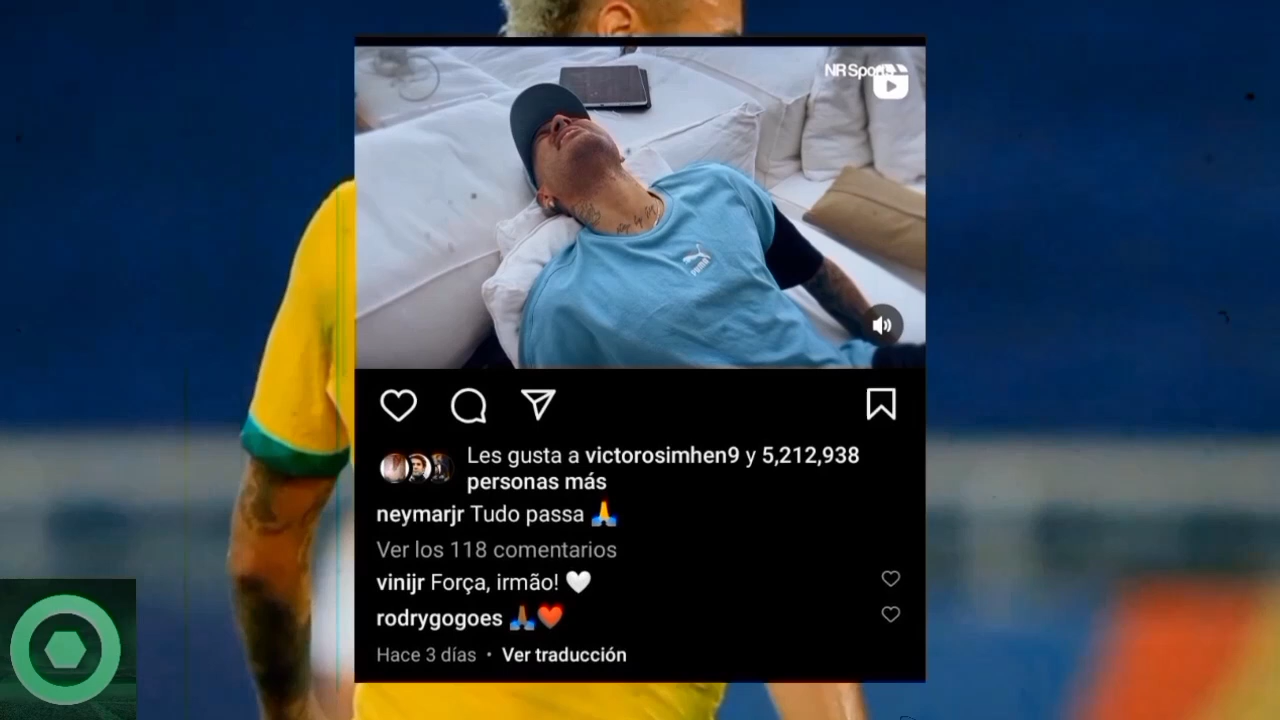 NR Sports
PUMA
Les gusta a victorosimhen9 y 5,212,938
personas más
neymarjr Tudo passa 🙏
Ver los 118 comentarios
vinijr Força, irmão! 🤍
rodrygogoes 🙏🏾❤️
Hace 3 días • Ver traducción